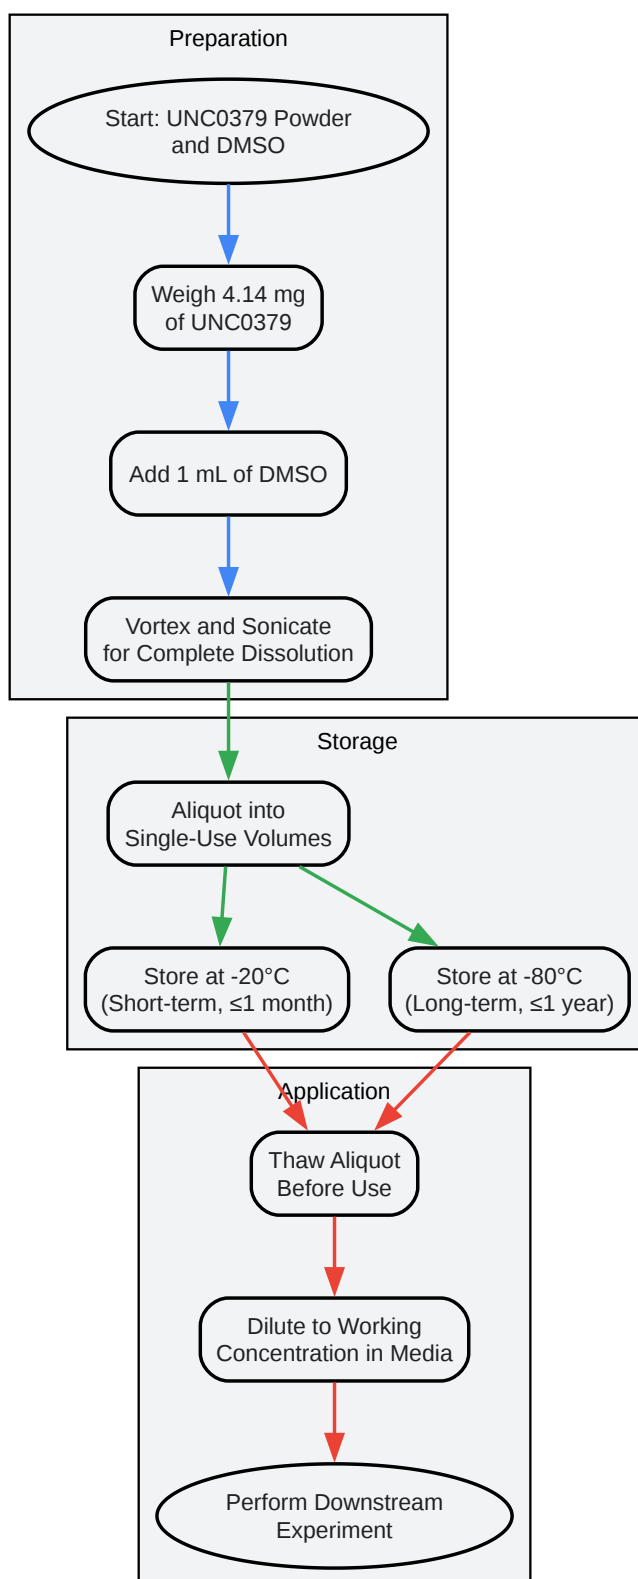 Preparation
Start: UNC0379 Powder
and DMSO
Weigh 4.14 mg
of UNC0379
Add 1 mL of DMSO
Vortex and Sonicate
for Complete Dissolution
Storage
Aliquot into
Single-Use Volumes
Store at -20°C
(Short-term, ≤1 month)
Store at -80°C
(Long-term, ≤1 year)
Application
Thaw Aliquot
Before Use
Dilute to Working
Concentration in Media
Perform Downstream
Experiment